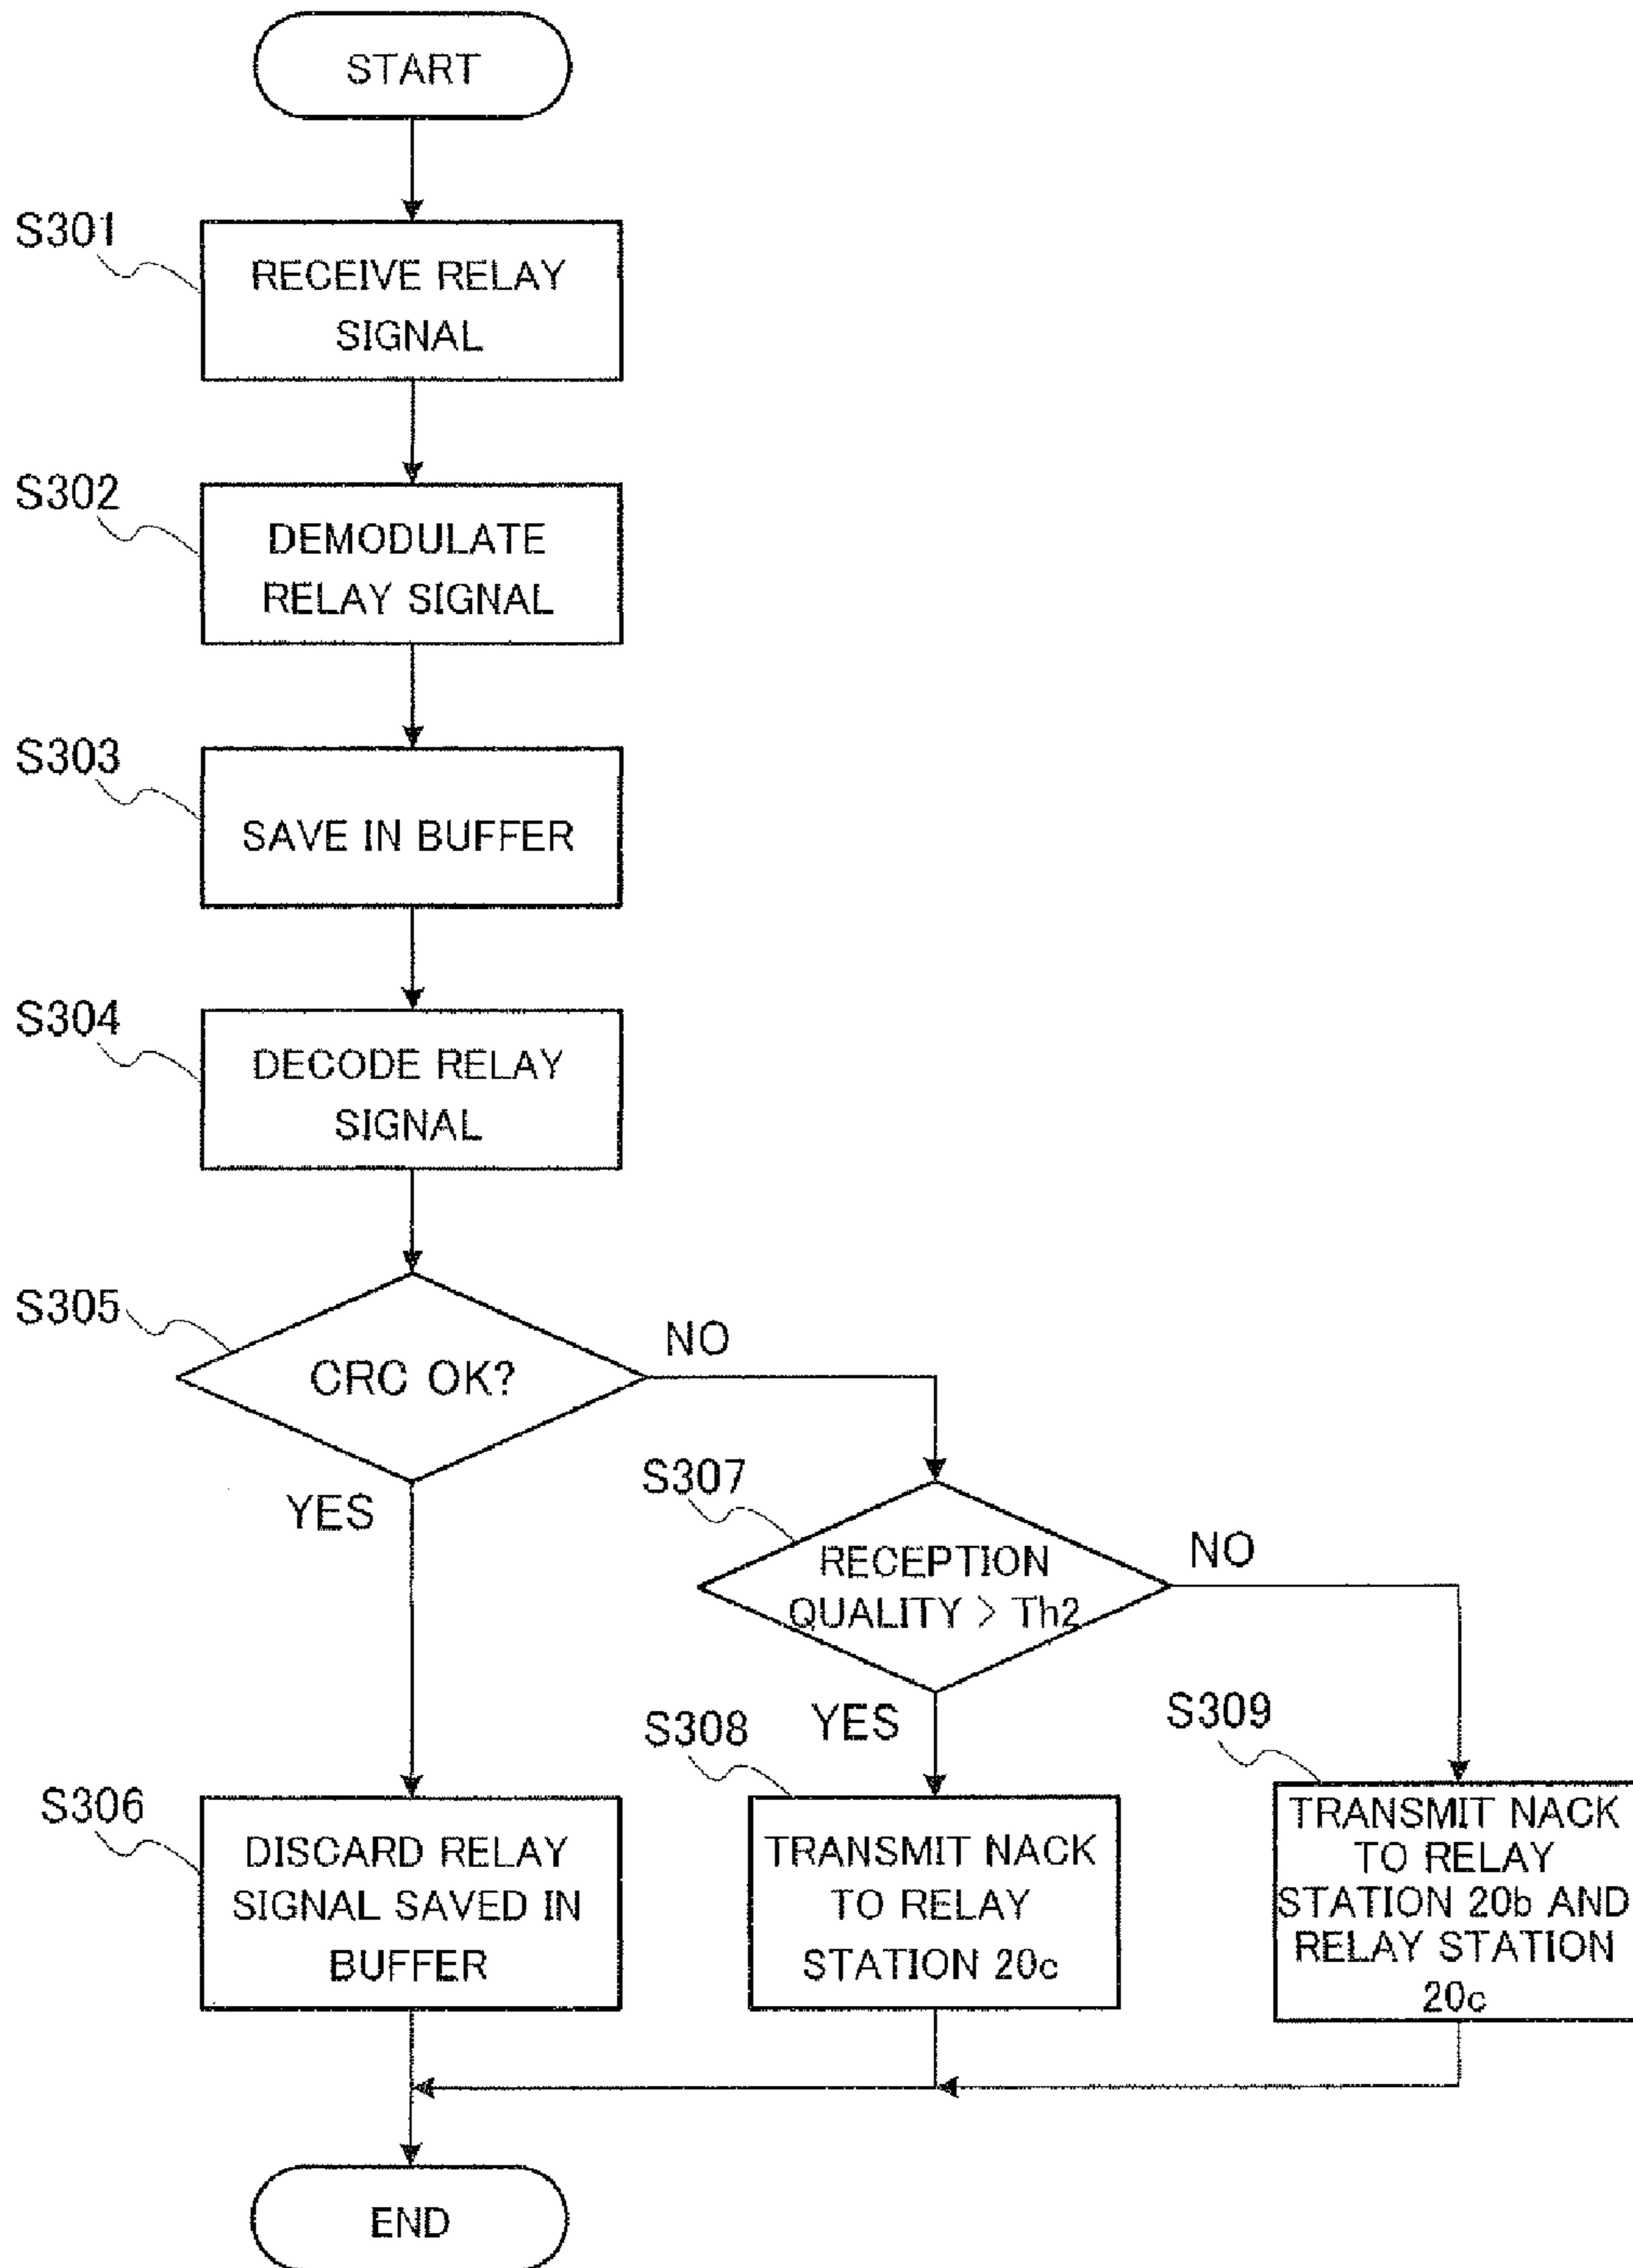 START
S301
RECEIVE RELAY
SIGNAL
S302
DEMODULATE
RELAY SIGNAL
S303
SAVE IN BUFFER
S304
DECODE RELAY
SIGNAL
S305
CRC OK?
NO
YES
S307
RECEPTION
QUALITY > Th2
NO
YES
S306
DISCARD RELAY
SIGNAL SAVED IN
BUFFER
S308
TRANSMIT NACK
TO RELAY
STATION 20c
S309
TRANSMIT NACK
TO RELAY
STATION 20b AND
RELAY STATION
20c
END